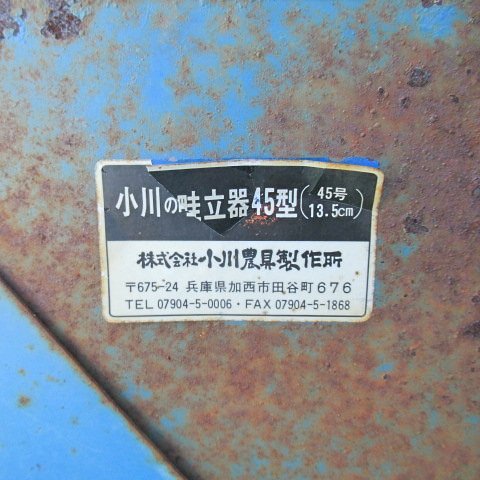 小川の畦立器45型(45号 13.5cm)
株式会社小川農具製作所
〒675-24 兵庫県加西市田谷町676
TEL 07904-5-0006・FAX 07904-5-1868